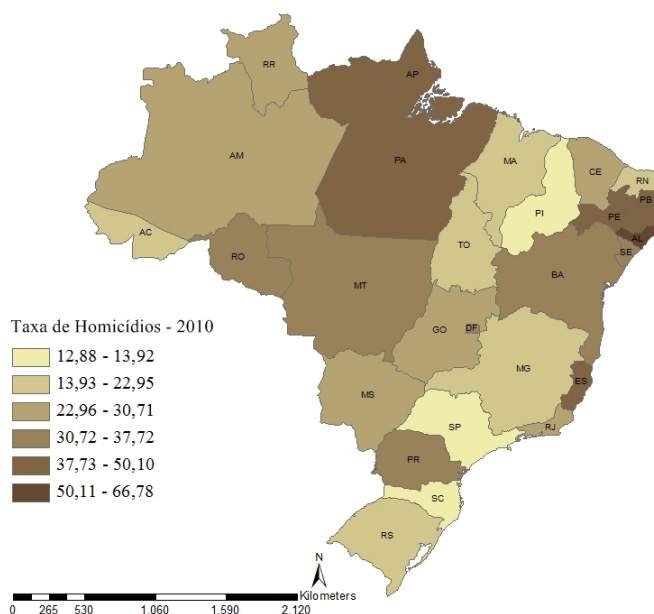 RR
AP
AM
PA
MA
CE
RN
PB
PI
PE
AC
AL
TO
SE
RO
BA
MT
GO
DF
MG
MS
ES
SP
RJ
PR
SC
RS
Taxa de Homicídios - 2010
12,88 - 13,92
13,93 - 22,95
22,96 - 30,71
30,72 - 37,72
37,73 - 50,10
50,11 - 66,78
N
Kilometers
0 265 530 1.060 1.590 2.120